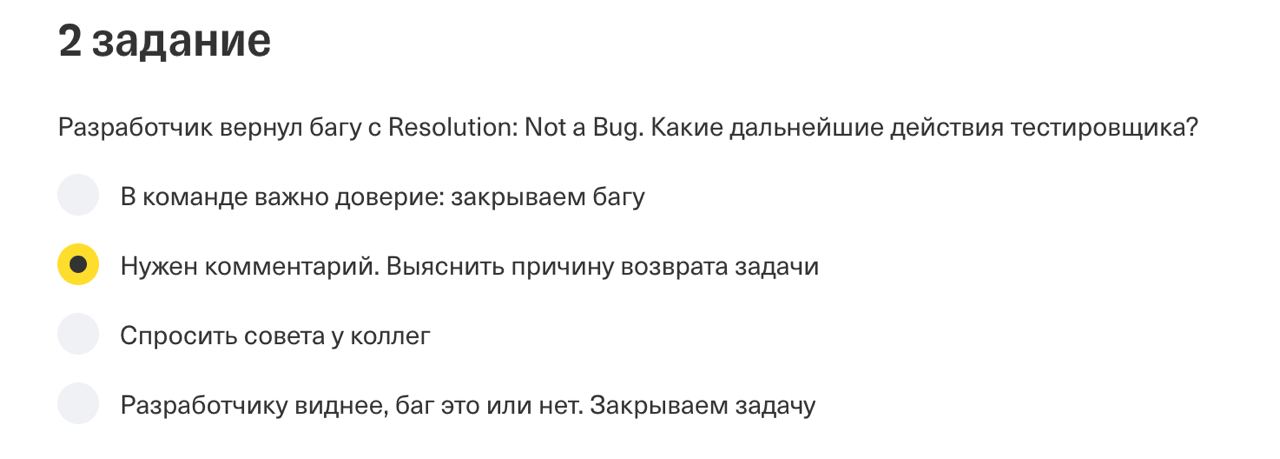 2 задание
Разработчик вернул багу с Resolution: Not a Bug. Какие дальнейшие действия тестировщика?
В команде важно доверие: закрываем багу
Нужен комментарий. Выяснить причину возврата задачи
Спросить совета у коллег
Разработчику виднее, баг это или нет. Закрываем задачу